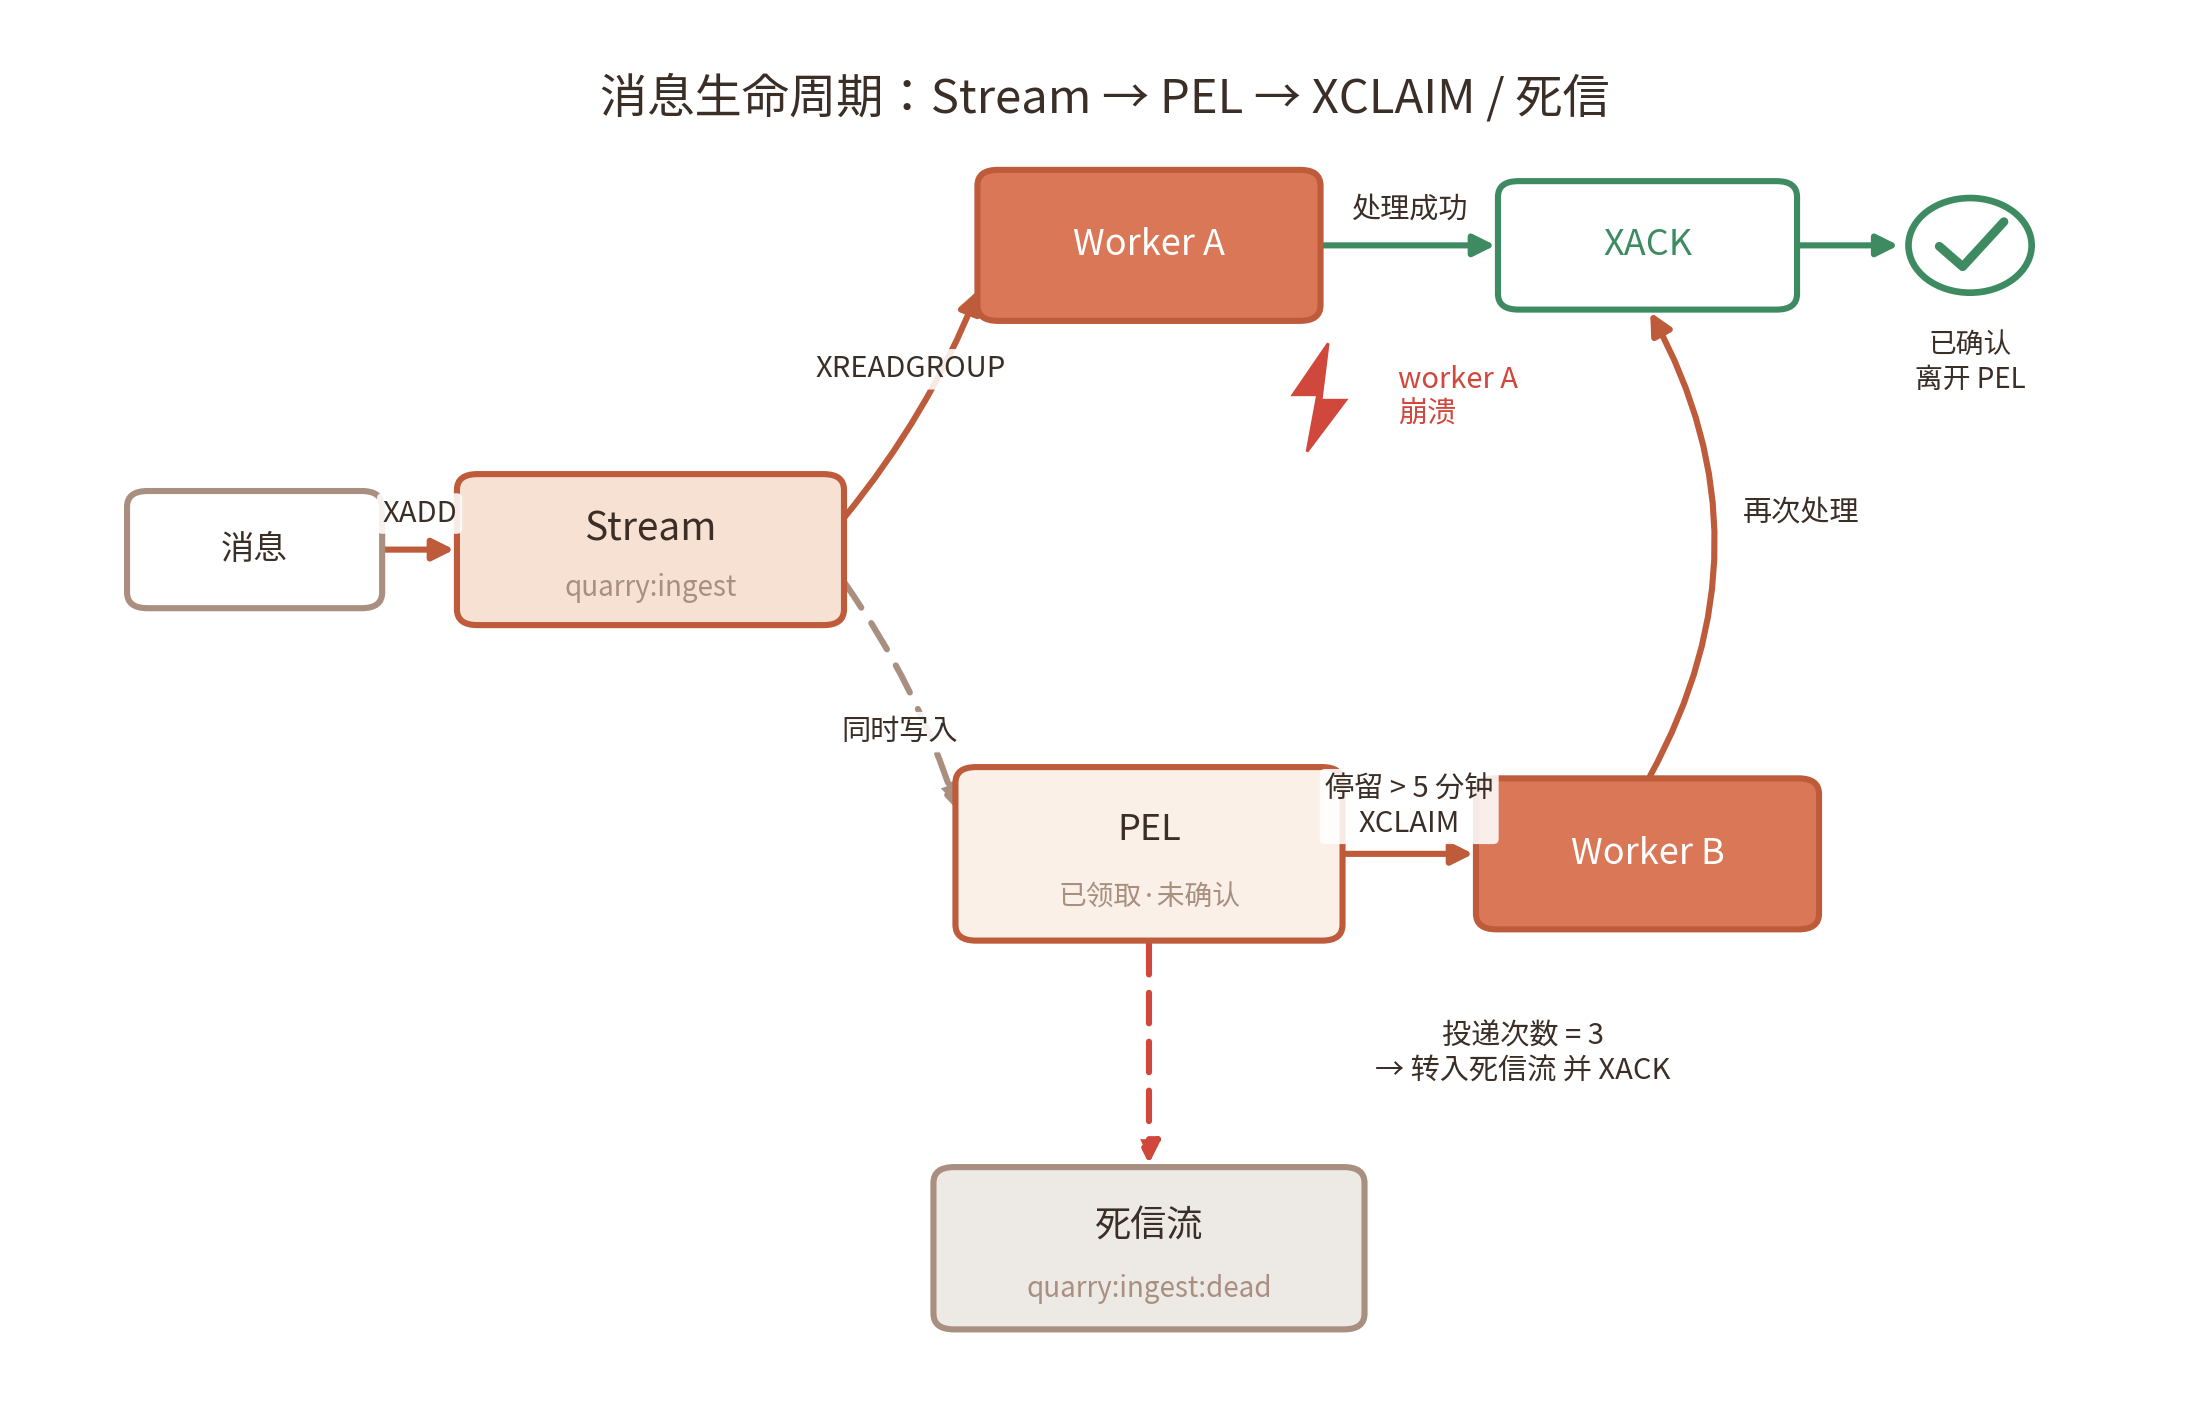 消息生命周期：Stream → PEL → XCLAIM / 死信
Worker A
处理成功
XACK
已确认
离开 PEL
XREADGROUP
worker A
崩溃
消息
XADD
Stream
quarry:ingest
再次处理
同时写入
PEL
已领取·未确认
停留 > 5 分钟
XCLAIM
Worker B
投递次数 = 3
→ 转入死信流 并 XACK
死信流
quarry:ingest:dead